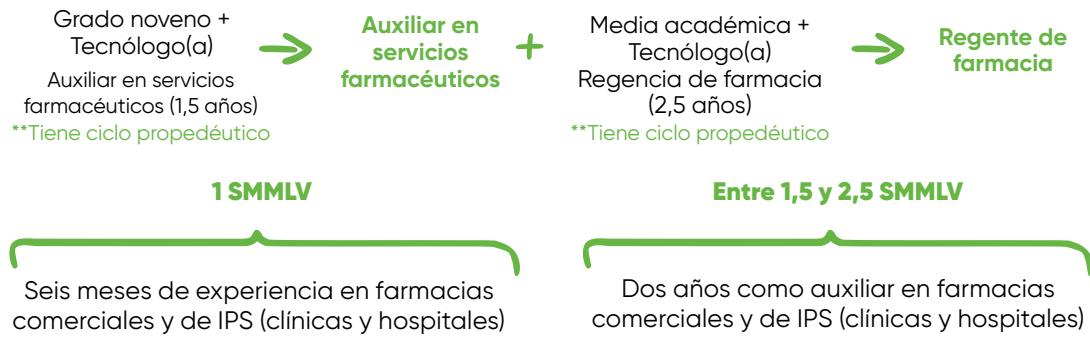 Grado noveno +
Tecnólogo(a)
Auxiliar en servicios
farmacéuticos (1,5 años)
**Tiene ciclo propedéutico
Auxiliar en
servicios
farmacéuticos
+
Media académica +
Tecnólogo(a)
Regencia de farmacia
(2,5 años)
**Tiene ciclo propedéutico
Regente de
farmacia
1 SMMLV
Entre 1,5 y 2,5 SMMLV
Seis meses de experiencia en farmacias
comerciales y de IPS (clínicas y hospitales)
Dos años como auxiliar en farmacias
comerciales y de IPS (clínicas y hospitales)